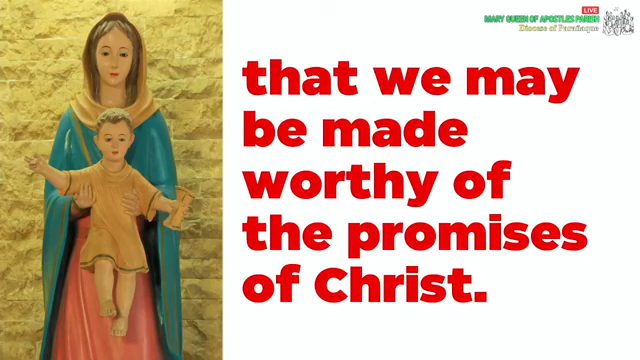 LIVE
MARY QUEEN OF APOSTLES PARISH
Diocese of Parañaque
that we may
be made
worthy of
the promises
of Christ.